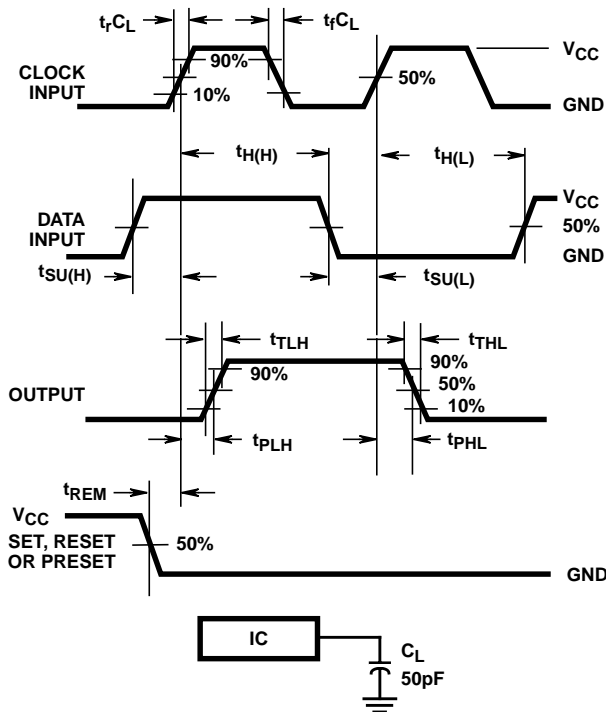 trCL
tfCL
VCC
90%
CLOCK
INPUT
50%
10%
GND
tH(H)
tH(L)
VCC
DATA
INPUT
50%
GND
tSU(H)
tSU(L)
tTLH
tTHL
90%
90%
OUTPUT
50%
10%
tPLH
tPHL
tREM
VCC
SET, RESET
OR PRESET
50%
GND
IC
CL
50pF